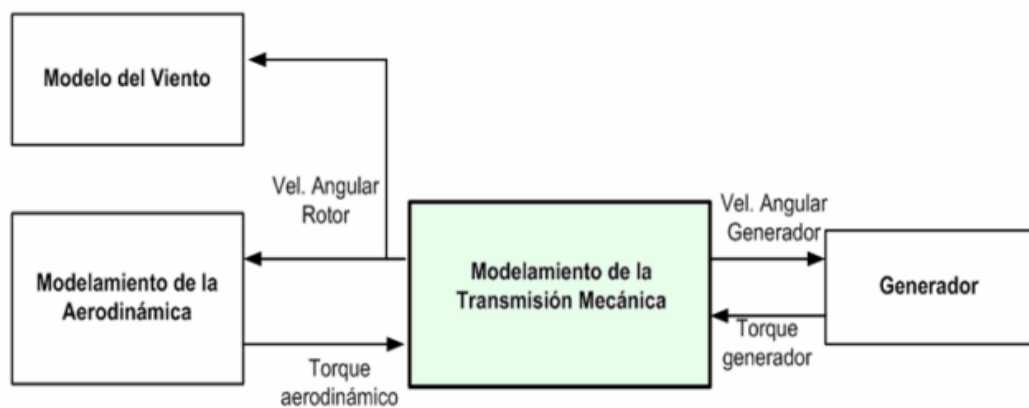 Modelo del Viento
Vel. Angular
Rotor
Modelamiento de la
Aerodinámica
Torque
aerodinámico
Modelamiento de la
Transmisión Mecánica
Vel. Angular
Generador
Torque
generador
Generador